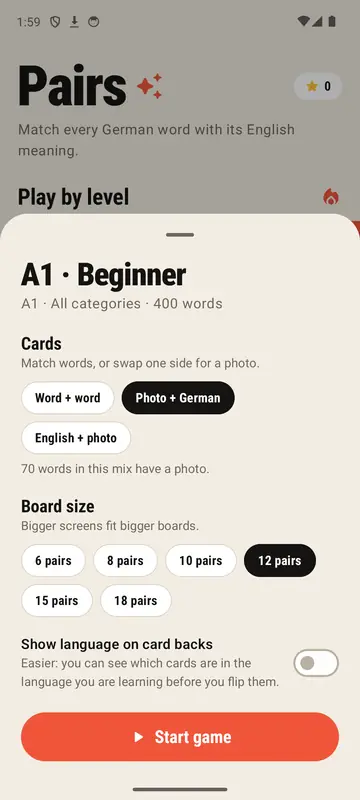 1:59
Pairs
0
Match every German word with its English
meaning.
Play by level
A1 · Beginner
A1 · All categories · 400 words
Cards
Match words, or swap one side for a photo.
Word + word
Photo + German
English + photo
70 words in this mix have a photo.
Board size
Bigger screens fit bigger boards.
6 pairs
8 pairs
10 pairs
12 pairs
15 pairs
18 pairs
Show language on card backs
Easier: you can see which cards are in the
language you are learning before you flip them.
Start game